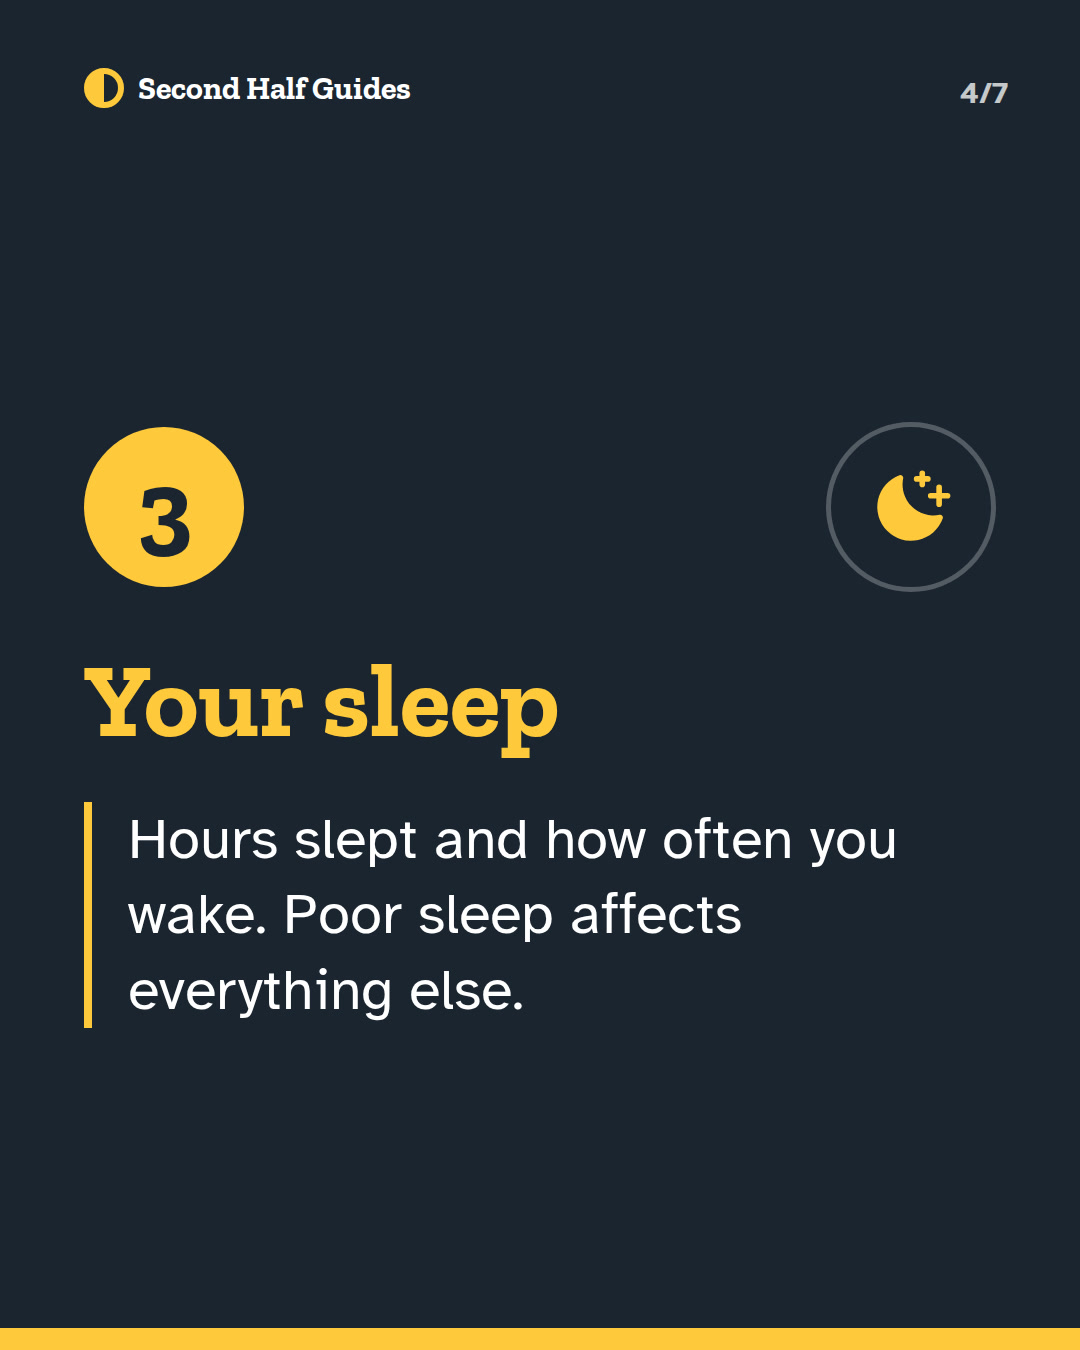 Second Half Guides
4/7
3
Your sleep
Hours slept and how often you
wake. Poor sleep affects
everything else.